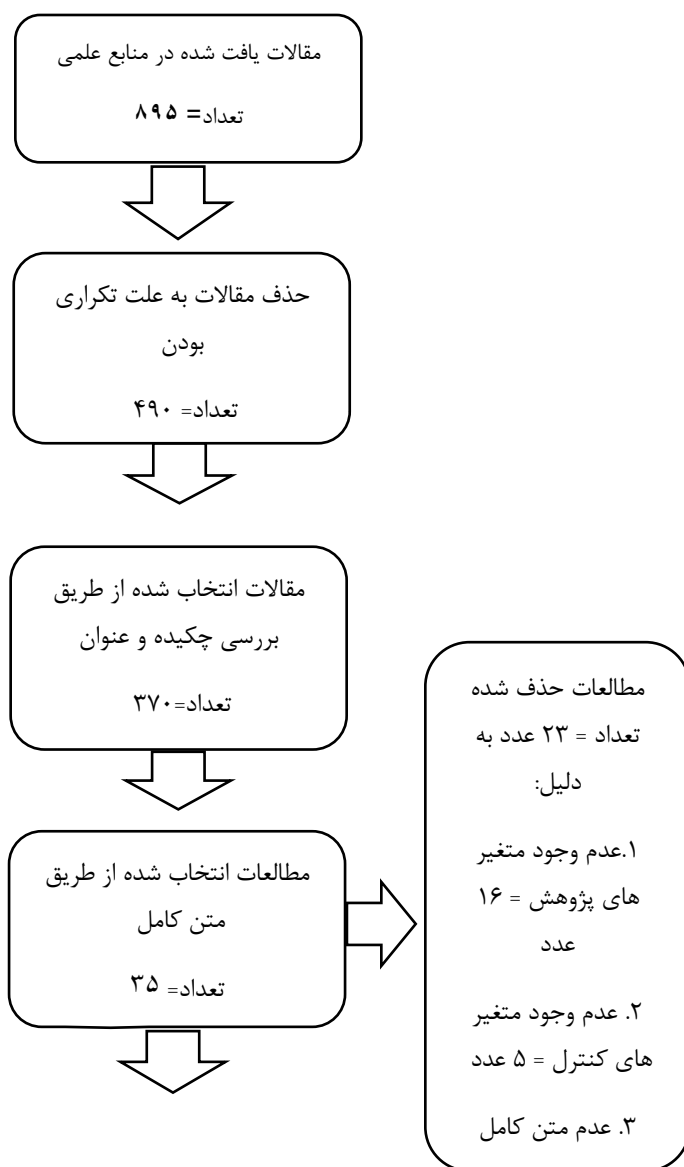 مقالات یافت شده در منابع علمی
تعداد= ۸۹۵
حذف مقالات به علت تکراری
بودن
تعداد= ۴۹۰
مقالات انتخاب شده از طریق
بررسی چکیده و عنوان
تعداد=۳۷۰
مطالعات انتخاب شده از طریق
متن کامل
تعداد= ۳۵
مطالعات حذف شده
تعداد = ۲۳ عدد به
دلیل:
۱.عدم وجود متغیر
های پژوهش = ۱۶
عدد
۲. عدم وجود متغیر
های کنترل = ۵ عدد
۳. عدم متن کامل